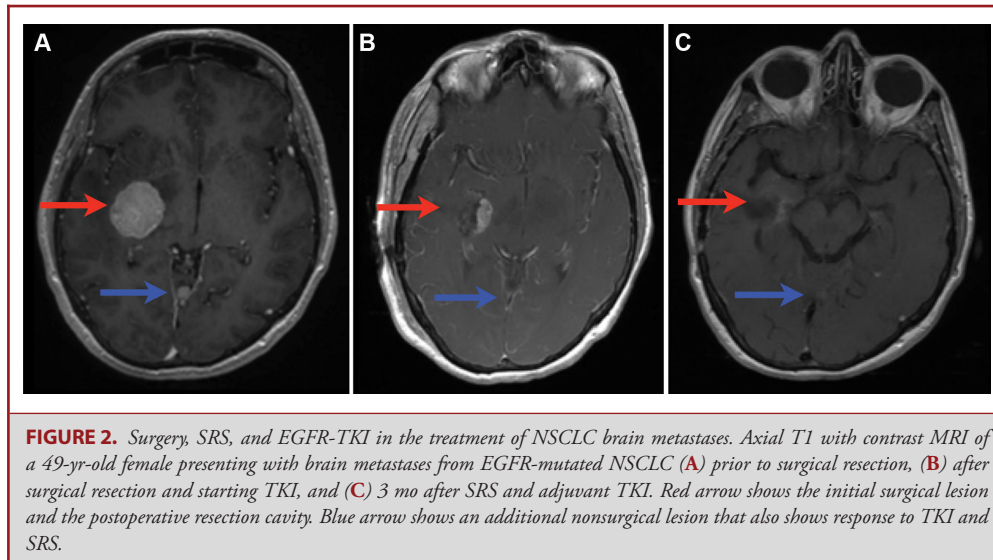 A B C
FIGURE 2. Surgery, SRS, and EGFR-TKI in the treatment of NSCLC brain metastases. Axial T1 with contrast MRI of
a 49-yr-old female presenting with brain metastases from EGFR-mutated NSCLC (A) prior to surgical resection, (B) after
surgical resection and starting TKI, and (C) 3 mo after SRS and adjuvant TKI. Red arrow shows the initial surgical lesion
and the postoperative resection cavity. Blue arrow shows an additional nonsurgical lesion that also shows response to TKI and
SRS.